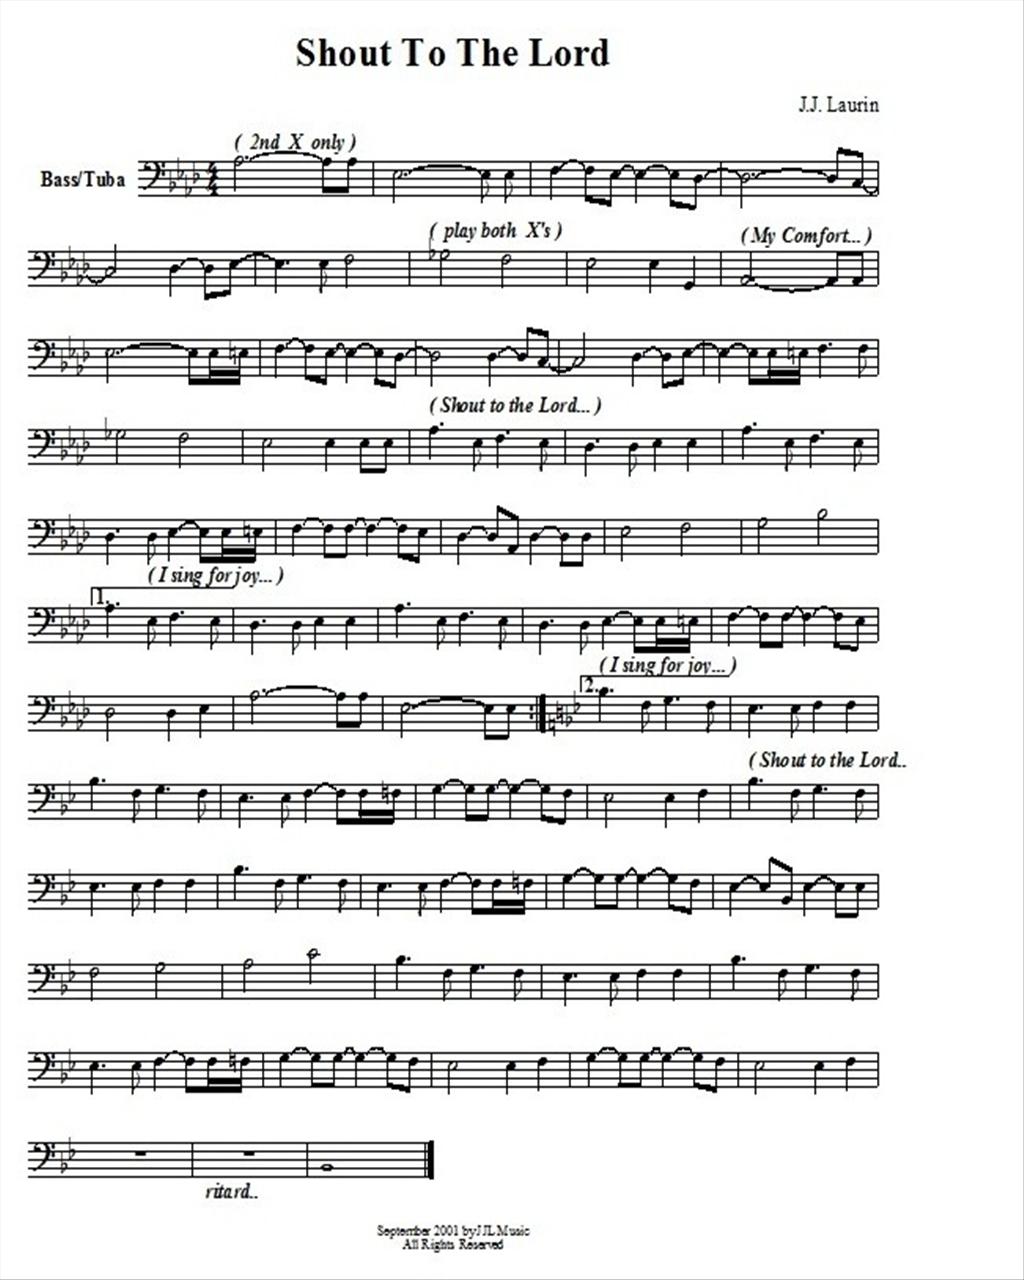 Shout To The Lord
J.J. Laurin
( 2nd X only )
Bass/Tuba
( play both X's )
( My Comfort... )
( Shout to the Lord... )
( I sing for joy... )
1.
( I sing for joy... )
2.
( Shout to the Lord..
ritard..
September 2001 by JJL Music
All Rights Reserved